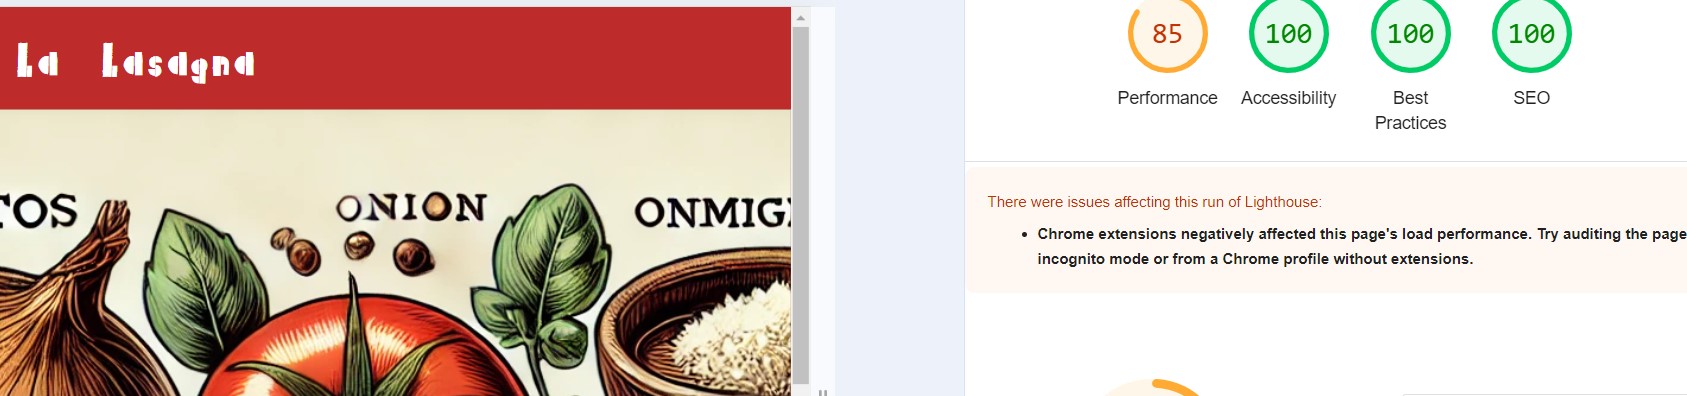 La Lasagna
TOS
ONION
ONMIG
85
100
100
100
Performance
Accessibility
Best
Practices
SEO
There were issues affecting this run of Lighthouse:
• Chrome extensions negatively affected this page's load performance. Try auditing the page
incognito mode or from a Chrome profile without extensions.